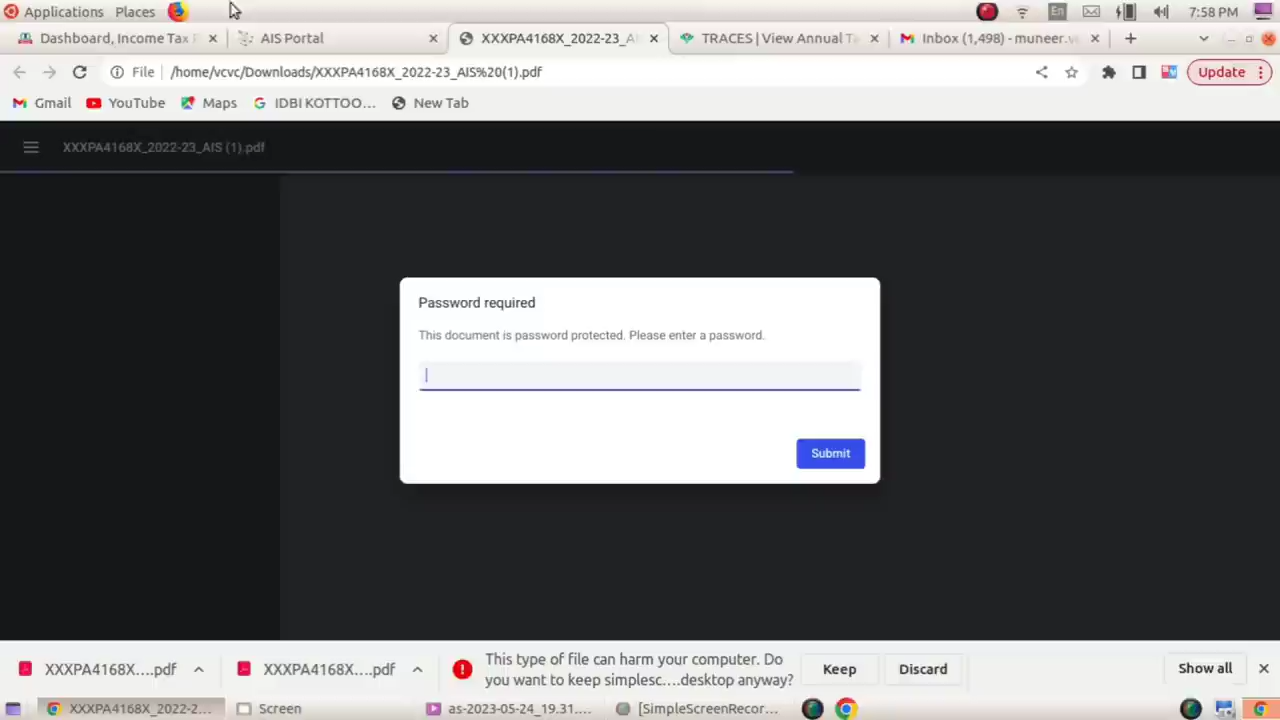 Applications Places En 7:58 PM
Dashboard, Income Tax AIS Portal XXXPA4168X_2022-23_AI TRACES | View Annual Ta Inbox (1,498) - muneer.v
File /home/vcvc/Downloads/XXXPA4168X_2022-23_AIS%20(1).pdf Update
Gmail YouTube Maps IDBI KOTTOO... New Tab
XXXPA4168X_2022-23_AIS (1).pdf
Password required
This document is password protected. Please enter a password.
Submit
XXXPA4168X....pdf XXXPA4168X....pdf This type of file can harm your computer. Do
you want to keep simplesc....desktop anyway? Keep Discard Show all
XXXPA4168X_2022-2... Screen as-2023-05-24_19.31.... [SimpleScreenRecor...